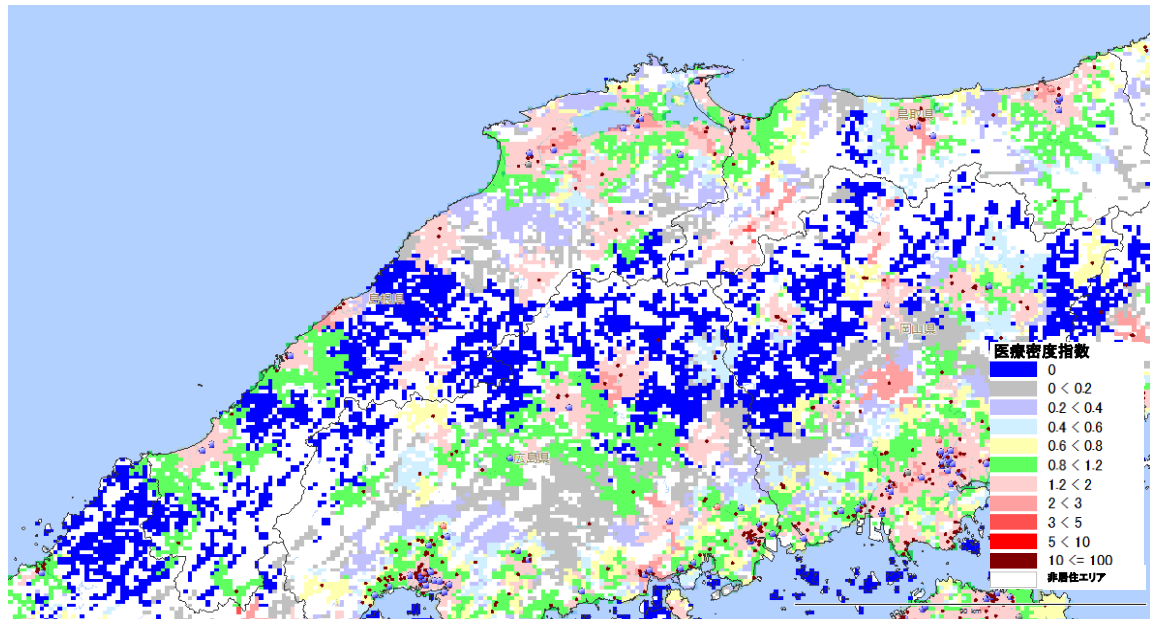 鳥取県
島根県
岡山県
広島県
医療密度指数
0
0 < 0.2
0.2 < 0.4
0.4 < 0.6
0.6 < 0.8
0.8 < 1.2
1.2 < 2
2 < 3
3 < 5
5 < 10
10 <= 100
非居住エリア